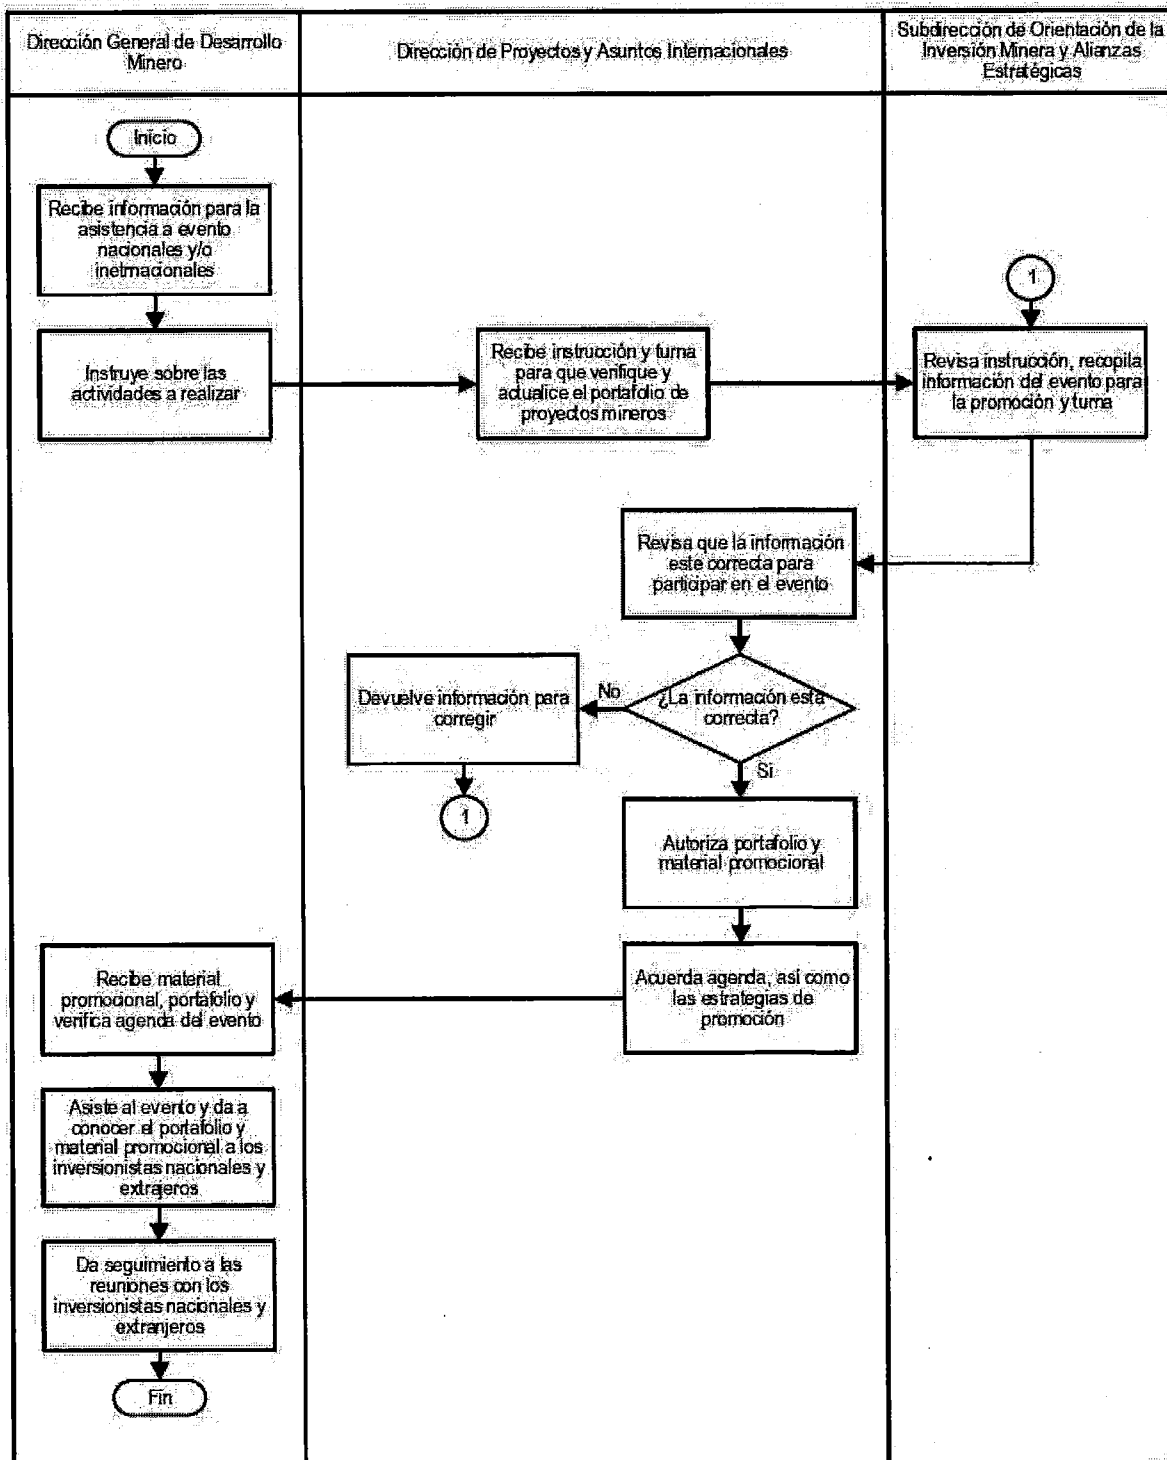 Dirección General de Desarrollo
Minero
Dirección de Proyectos y Asuntos Internacionales
Subdirección de Orientación de la
Inversión Minera y Alianzas
Estratégicas
Inicio
Recibe información para la
asistencia a evento
nacionales y/o
inetrnacionales
Instruye sobre las
actividades a realizar
Recibe instrucción y turna
para que verifique y
actualice el portafolio de
proyectos mineros
1
Revisa instrucción, recopila
información del evento para
la promoción y turna
Revisa que la información
este correcta para
participar en el evento
¿La información está
correcta?
No
Devuelve información para
corregir
1
Si
Autoriza portafolio y
material promocional
Acuerda agenda, así como
las estrategias de
promoción
Recibe material
promocional, portafolio y
verifica agenda del evento
Asiste al evento y da a
conocer el portafolio y
material promocional a los
inversionistas nacionales y
extrajeros
Da seguimiento a las
reuniones con los
inversionistas nacionales y
extranjeros
Fin